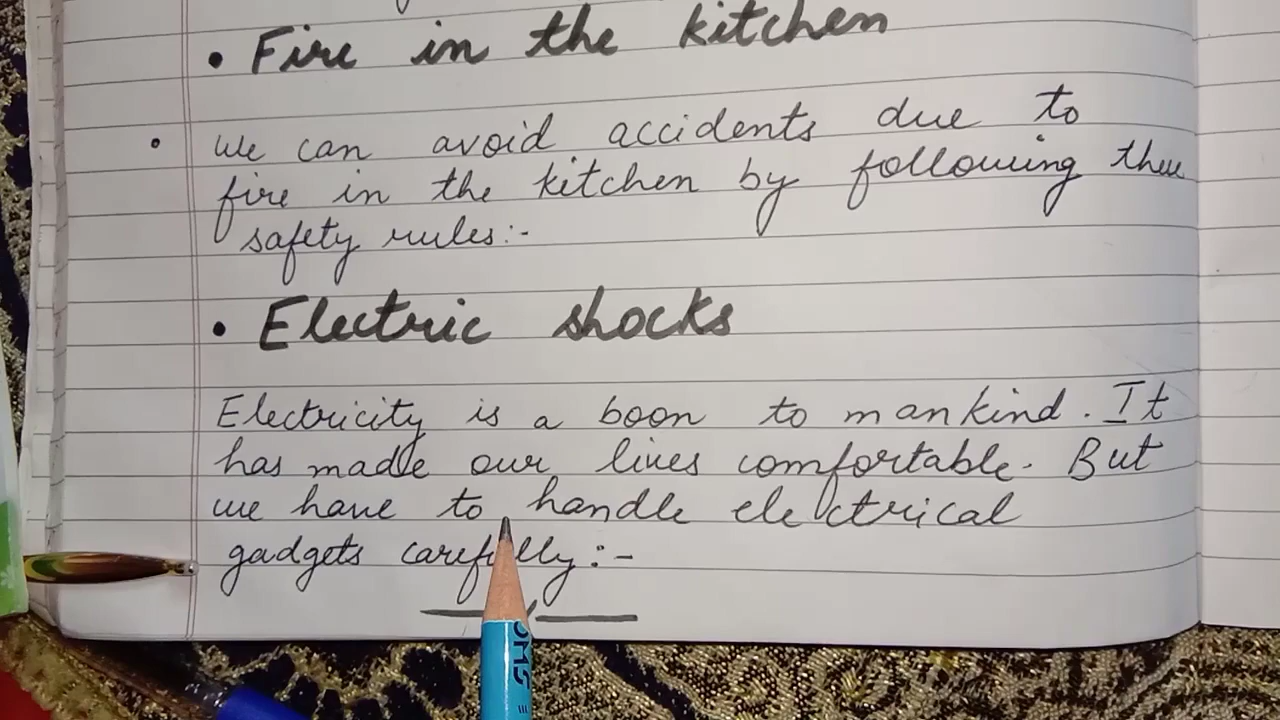 • Fire in the kitchen
• We can avoid accidents due to
fire in the kitchen by following these
safety rules:-
• Electric shocks
Electricity is a boon to mankind. It
has made our lives comfortable. But
we have to handle electrical
gadgets carefully:-
OMS